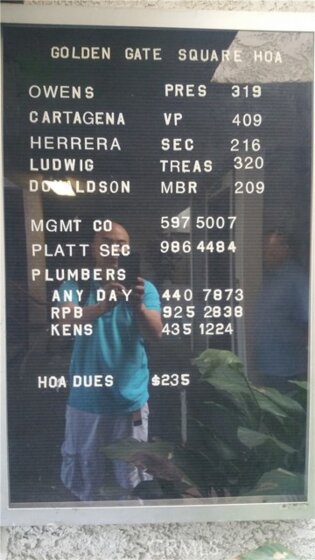 GOLDEN GATE SQUARE HOA
OWENS PRES 319
CARTAGENA VP 409
HERRERA SEC 216
LUDWIG TREAS 320
DONALDSON MBR 209
MGMT CO 597 5007
PLATT SEC 986 4484
PLUMBERS
ANY DAY 440 7873
RPB 925 2838
KENS 435 1224
HOA DUES $235
CRMLS